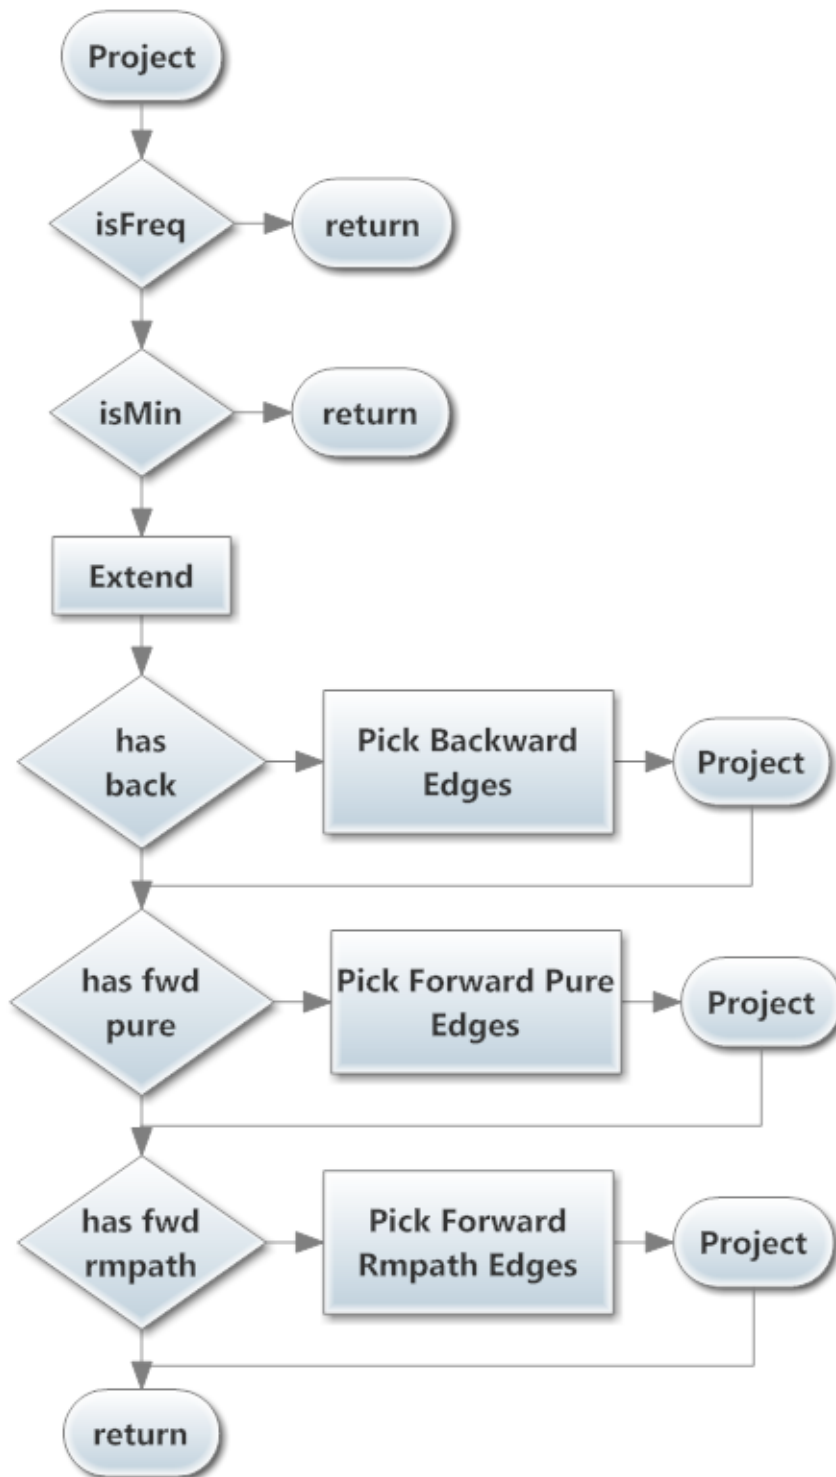 Project
isFreq
return
isMin
return
Extend
has
back
Pick Backward
Edges
Project
has fwd
pure
Pick Forward Pure
Edges
Project
has fwd
rmpath
Pick Forward
Rmpath Edges
Project
return